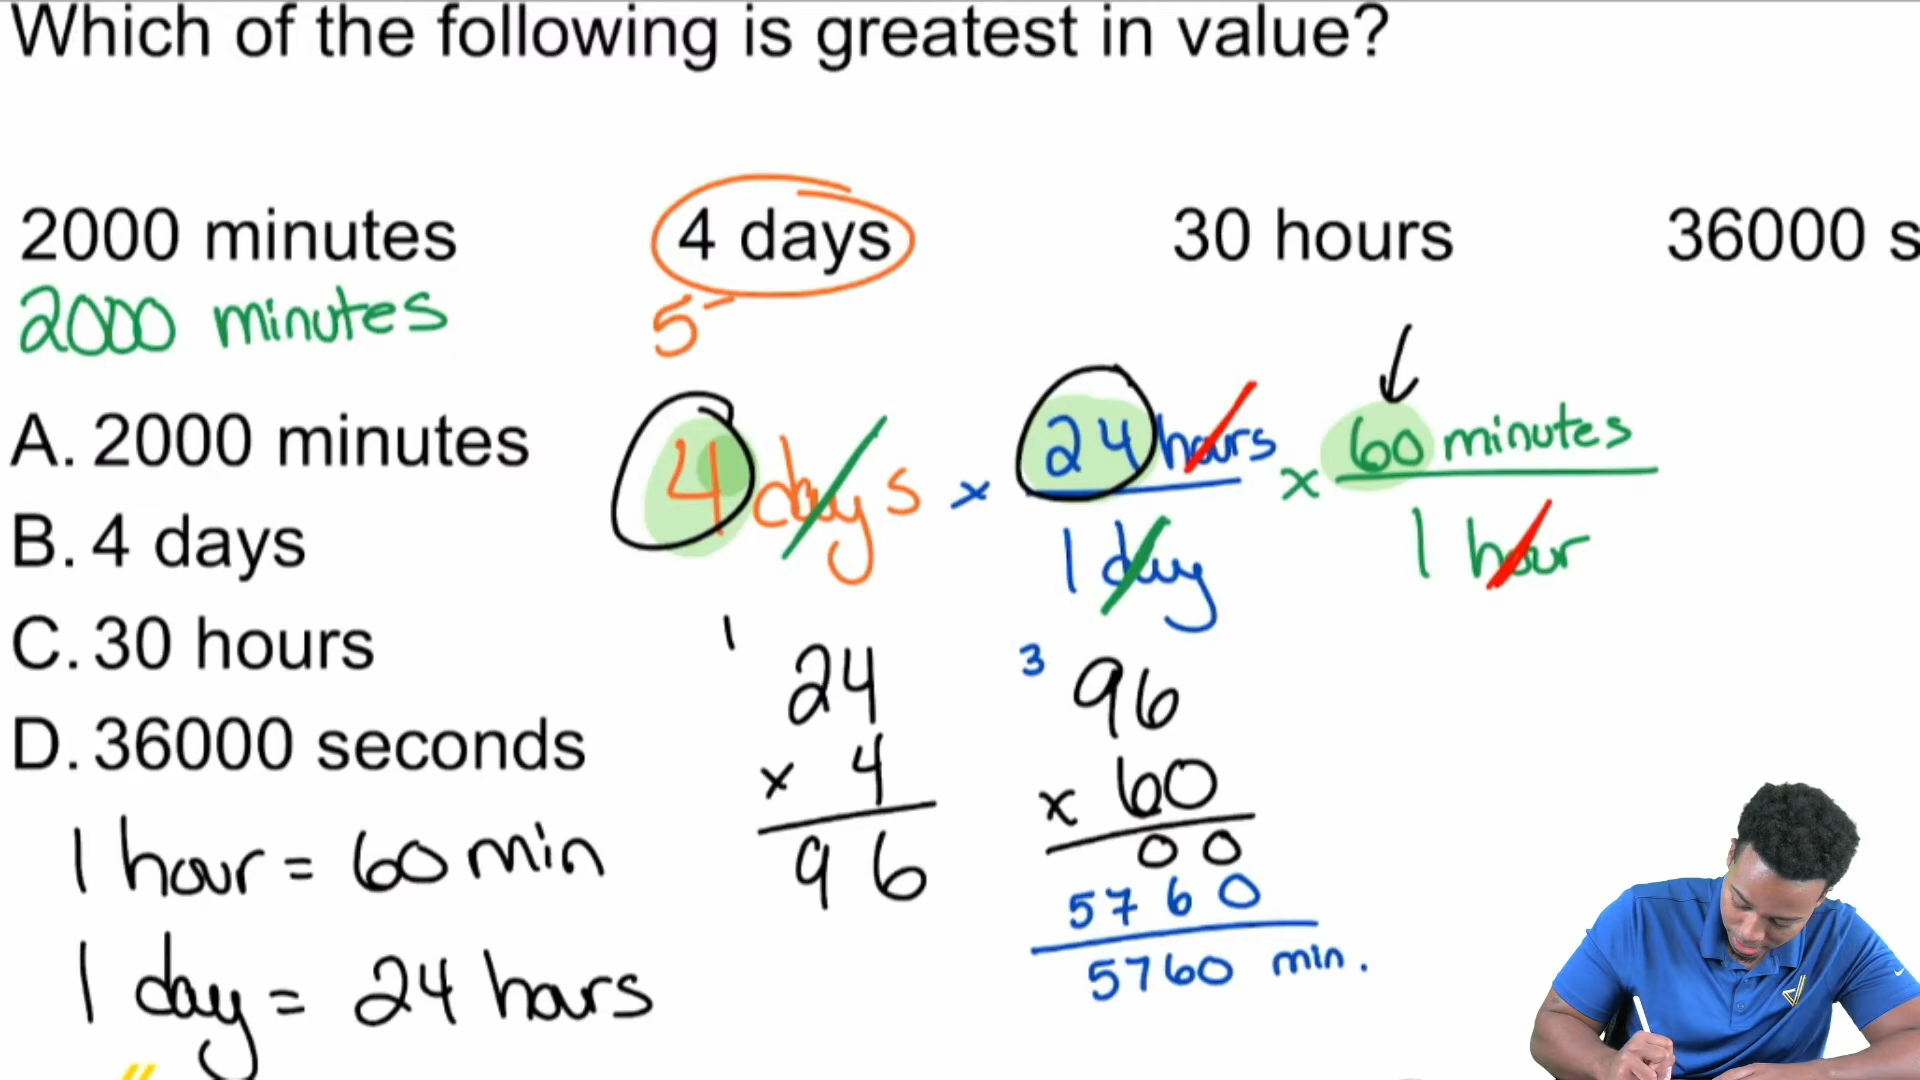 Which of the following is greatest in value?
2000 minutes 4 days 30 hours 36000 s
2000 minutes 5
A. 2000 minutes
4 days x 24 hours x 60 minutes
1 day 1 hour
B. 4 days
C. 30 hours
D. 36000 seconds
1
24
x 4
96
3
96
x 60
00
5760
5760 min.
1 hour = 60 min
1 day = 24 hours